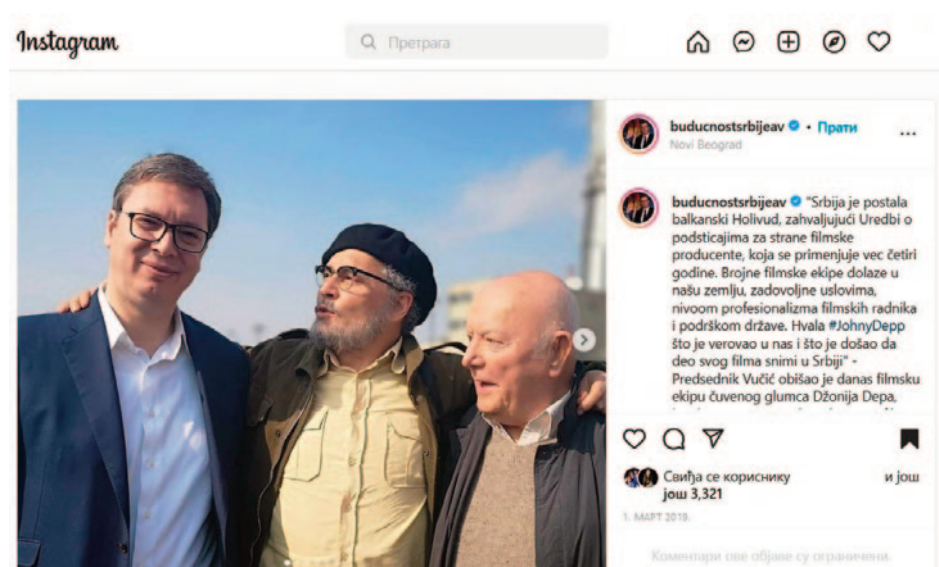 Instagram
Претрага
buducnostsrbijeav • Прати
Novi Beograd
buducnostsrbijeav "Srbija je postala
balkanski Holivud, zahvaljujući Uredbi o
podsticajima za strane filmske
producente, koja se primenjuje vec četiri
godine. Brojne filmske ekipe dolaze u
našu zemlju, zadovoljne uslovima,
nivoom profesionalizma filmskih radnika
i podrškom države. Hvala #JohnyDepp
što je verovao u nas i što je došao da
deo svog filma snimi u Srbiji" -
Predsednik Vučić obišao je danas filmsku
ekipu čuvenog glumca Džonija Depa,
Свиђа се кориснику и још
још 3,321
1. МАРТ 2019.
Коментари ове објаве су ограничени.